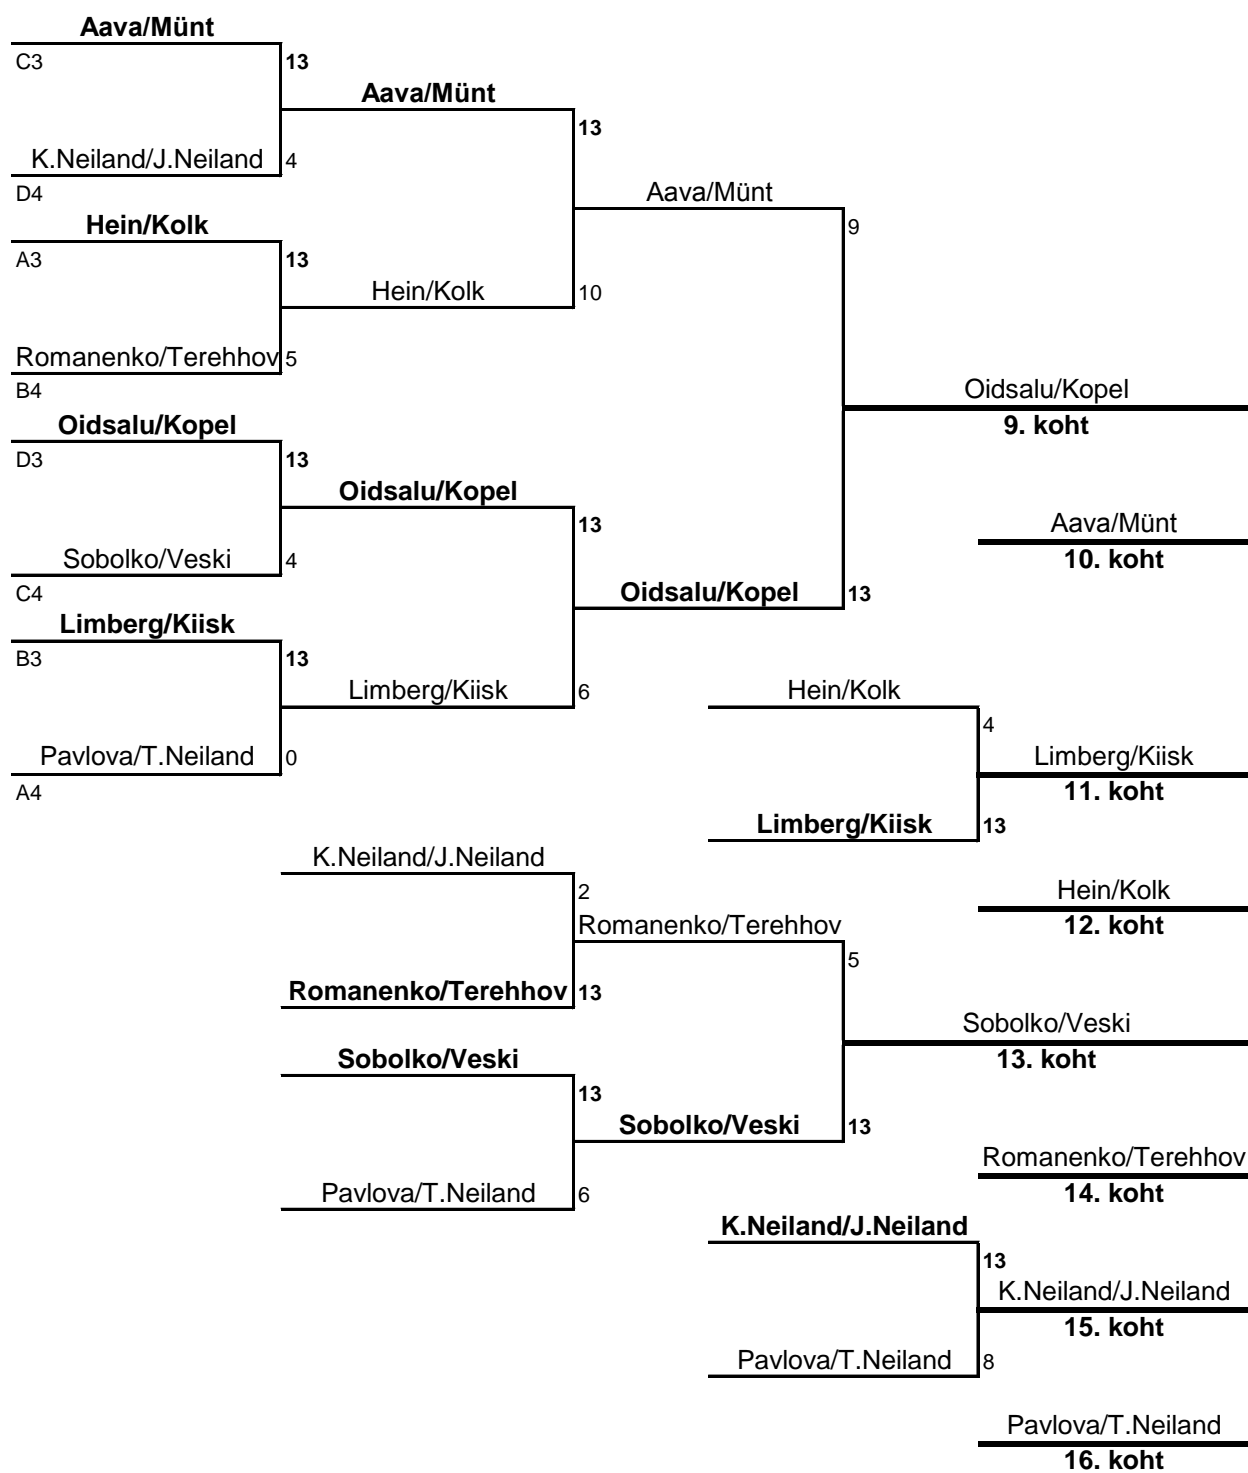 Aava/Münt
C3
13
Aava/Münt
13
K.Neiland/J.Neiland
4
D4
Aava/Münt
Hein/Kolk
9
A3
13
Hein/Kolk
10
Romanenko/Terehhov
5
B4
Oidsalu/Kopel
9. koht
Oidsalu/Kopel
D3
13
Oidsalu/Kopel
13
Aava/Münt
10. koht
Sobolko/Veski
4
C4
Oidsalu/Kopel
13
Limberg/Kiisk
B3
13
Limberg/Kiisk
6
Hein/Kolk
4
Pavlova/T.Neiland
0
A4
Limberg/Kiisk
11. koht
Limberg/Kiisk
13
K.Neiland/J.Neiland
2
Hein/Kolk
12. koht
Romanenko/Terehhov
5
Romanenko/Terehhov
13
Sobolko/Veski
13. koht
Sobolko/Veski
13
Sobolko/Veski
13
Romanenko/Terehhov
14. koht
Pavlova/T.Neiland
6
K.Neiland/J.Neiland
13
K.Neiland/J.Neiland
15. koht
Pavlova/T.Neiland
8
Pavlova/T.Neiland
16. koht